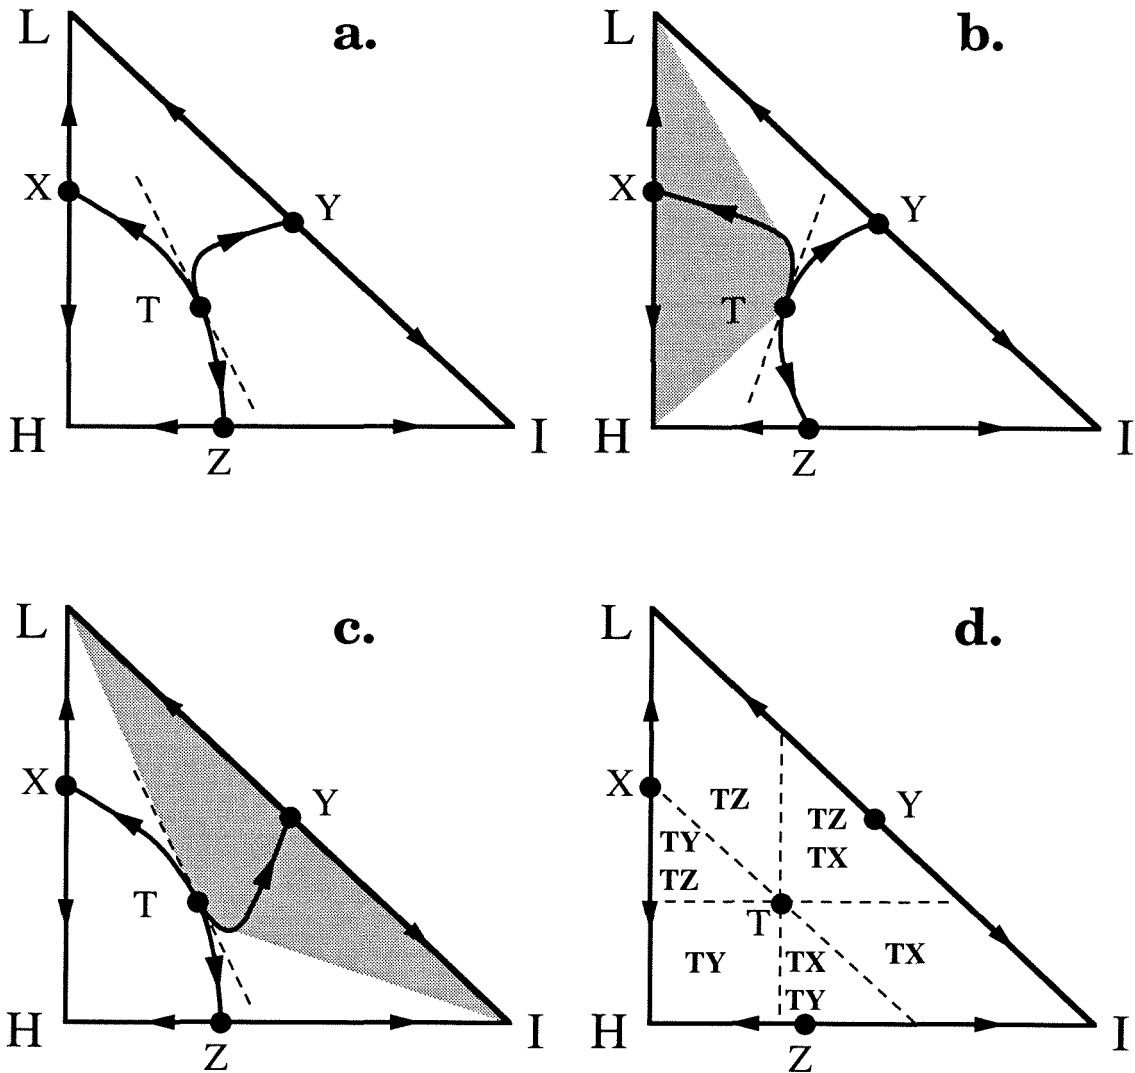 L a.
X Y
T
H Z I
L b.
X Y
T
H Z I
L c.
X Y
T
H Z I
L d.
X Y
TZ TZ
TY TX
TZ
T
TY TX TX
TY
H Z I